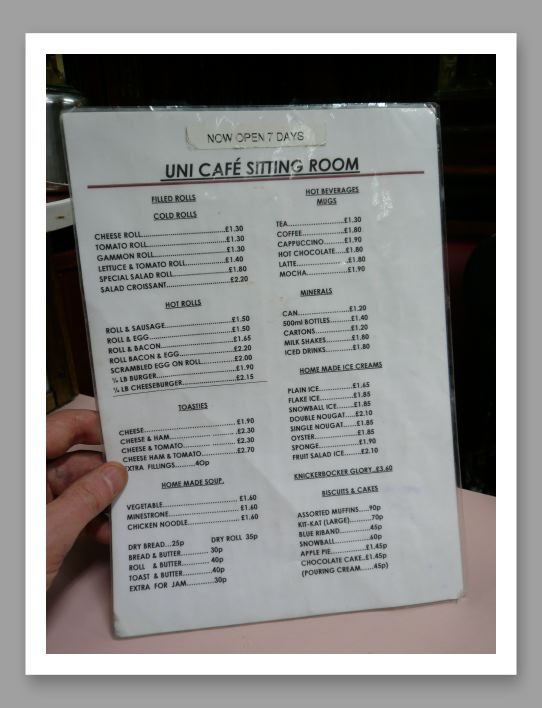 NOW OPEN 7 DAYS
UNI CAFÉ SITTING ROOM
FILLED ROLLS
COLD ROLLS
CHEESE ROLL...............................£1.30
TOMATO ROLL............................£1.30
GAMMON ROLL..........................£1.30
LETTUCE & TOMATO ROLL................£1.40
SPECIAL SALAD ROLL....................£1.80
SALAD CROISSANT......................£2.20
HOT ROLLS
ROLL & SAUSAGE........................£1.50
ROLL & EGG..............................£1.50
ROLL & BACON..........................£1.65
ROLL BACON & EGG.....................£2.20
SCRAMBLED EGG ON ROLL...............£2.00
¼ LB BURGER............................£1.90
¼ LB CHEESEBURGER.....................£2.15
TOASTIES
CHEESE...................................£1.90
CHEESE & HAM...........................£2.30
CHEESE & TOMATO.......................£2.30
CHEESE HAM & TOMATO..................£2.70
EXTRA FILLINGS.........40p
HOME MADE SOUP.
VEGETABLE...............................£1.60
MINESTRONE.............................£1.60
CHICKEN NOODLE........................£1.60
DRY BREAD...25p DRY ROLL 35p
BREAD & BUTTER.......... 30p
ROLL & BUTTER.......... 40p
TOAST & BUTTER..........40p
EXTRA FOR JAM..........30p
HOT BEVERAGES
MUGS
TEA........................£1.30
COFFEE....................£1.80
CAPPUCCINO............£1.90
HOT CHOCOLATE......£1.80
LATTE......................£1.80
MOCHA...................£1.90
MINERALS
CAN.......................£1.20
500ml BOTTLES.......£1.40
CARTONS...............£1.20
MILK SHAKES..........£1.80
ICED DRINKS..........£1.80
HOME MADE ICE CREAMS
PLAIN ICE...........£1.65
FLAKE ICE...........£1.85
SNOWBALL ICE.....£1.85
DOUBLE NOUGAT...£2.10
SINGLE NOUGAT....£1.85
OYSTER..............£1.85
SPONGE.............£1.90
FRUIT SALAD ICE...£2.10
KNICKERBOCKER GLORY..£3.60
BISCUITS & CAKES
ASSORTED MUFFINS.....90p
KIT-KAT (LARGE)........70p
BLUE RIBAND............45p
SNOWBALL..............60p
APPLE PIE.............£1.45p
CHOCOLATE CAKE..£1.45p
(POURING CREAM.....45p)